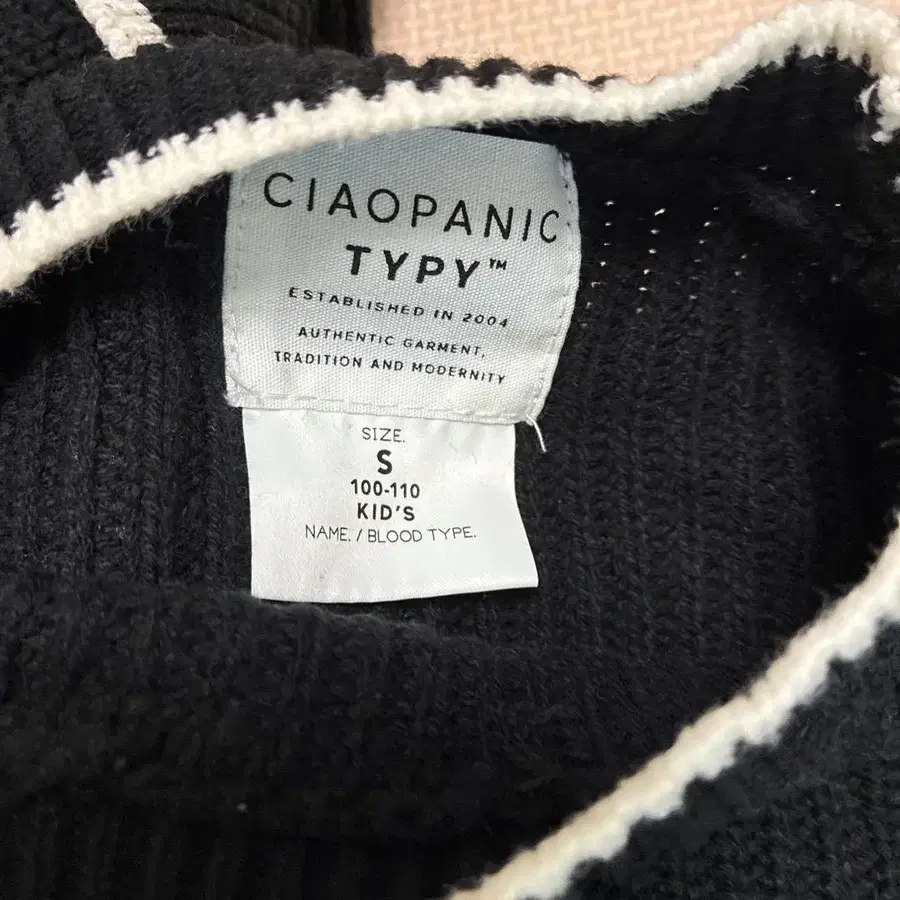 CIAOPANIC
TYPY™
ESTABLISHED IN 2004
AUTHENTIC GARMENT,
TRADITION AND MODERNITY
SIZE.
S
100-110
KID'S
NAME. / BLOOD TYPE.